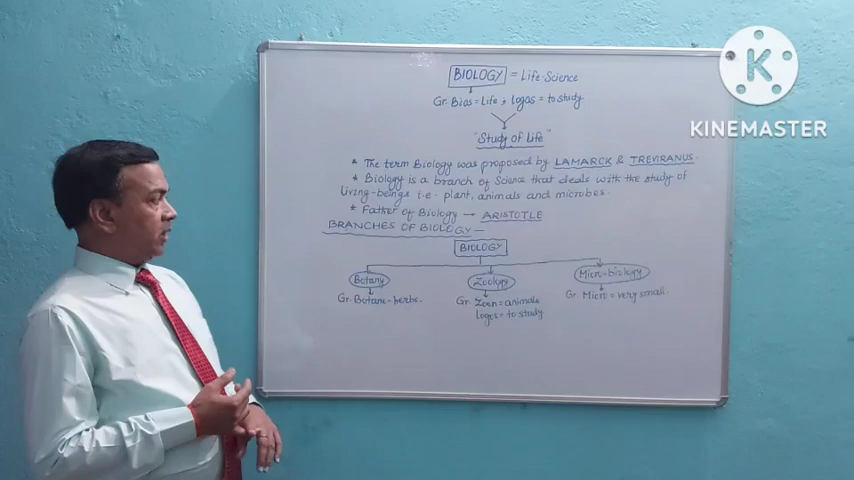 BIOLOGY = Life-Science
Gr. Bias = Life ; logos = to study
"Study of Life"
* The term Biology was proposed by LAMARCK & TREVIRANUS.
* Biology is a branch of Science that deals with the study of
living-beings i.e. plant, animals and microbes.
* Father of Biology → ARISTOTLE
BRANCHES OF BIOLOGY —
BIOLOGY
Botany Zoology Micro-biology
Gr. Botane-herbs. Gr. Zoon = animals Gr. Micro = very small.
logos = to study
K
KINEMASTER